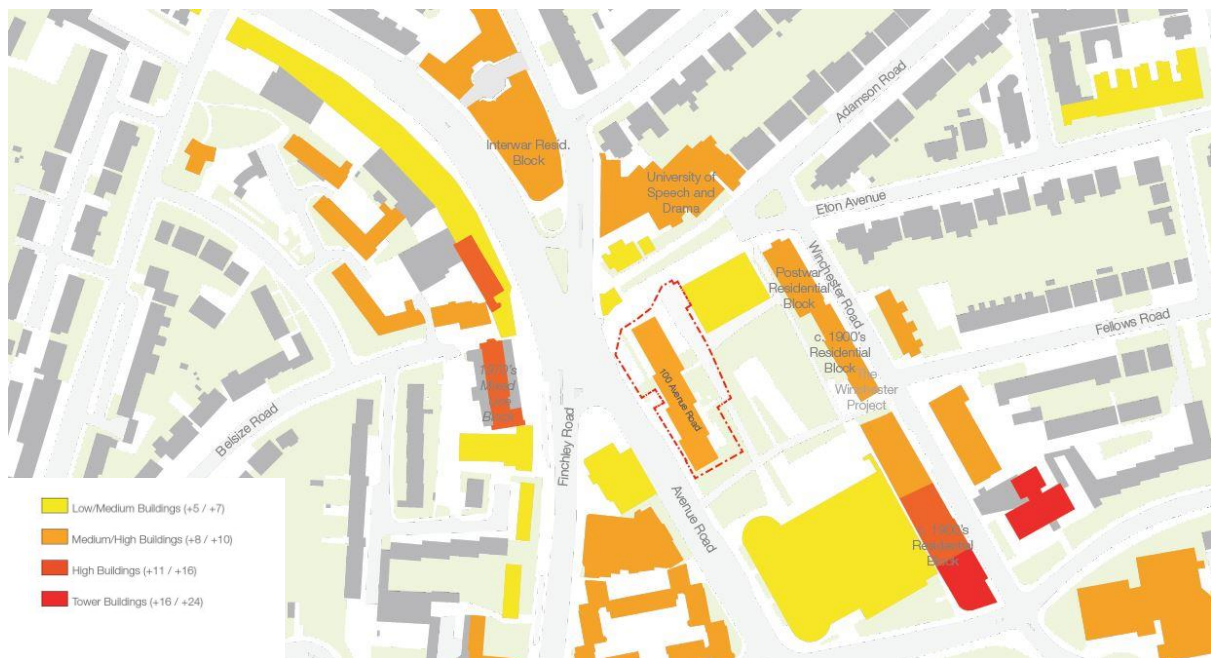 Interwar Resid.
Block
Adamson Road
University of
Speech and
Drama
Eton Avenue
Winchester Road
Postwar
Residential
Block
Fellows Road
c. 1900's
Residential
Block
The
Winchester
Project
100 Avenue Road
Mixed
Block
Belsize Road
Finchley Road
Avenue Road
Residential
Block
Low/Medium Buildings (+5 / +7)
Medium/High Buildings (+8 / +10)
High Buildings (+11 / +16)
Tower Buildings (+16 / +24)